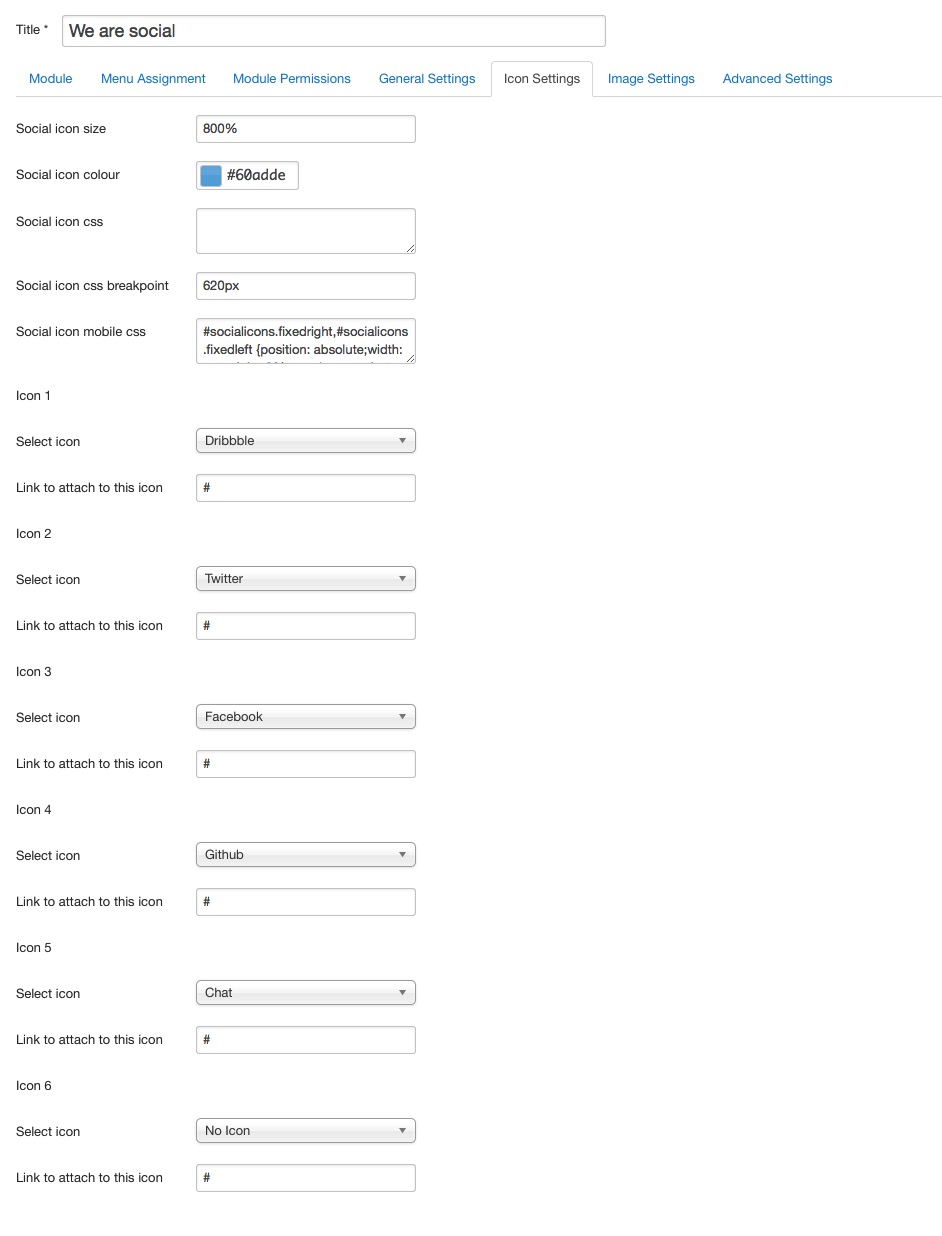 Title *
We are social
Module Menu Assignment Module Permissions General Settings Icon Settings Image Settings Advanced Settings
Social icon size 800%
Social icon colour #60adde
Social icon css
Social icon css breakpoint 620px
Social icon mobile css #socialicons.fixedright,#socialicons
.fixedleft {position: absolute;width:
Icon 1
Select icon Dribbble
Link to attach to this icon #
Icon 2
Select icon Twitter
Link to attach to this icon #
Icon 3
Select icon Facebook
Link to attach to this icon #
Icon 4
Select icon Github
Link to attach to this icon #
Icon 5
Select icon Chat
Link to attach to this icon #
Icon 6
Select icon No Icon
Link to attach to this icon #